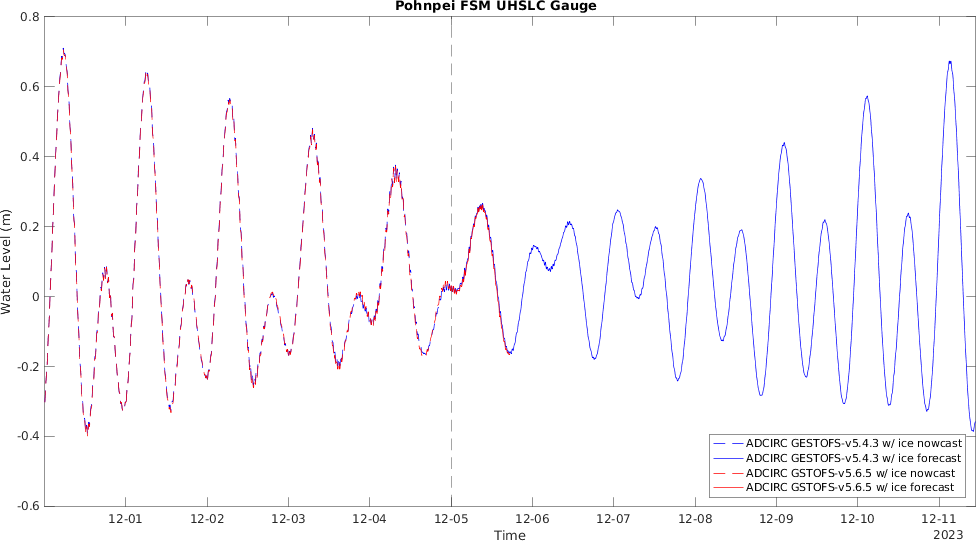 Pohnpei FSM UHSLC Gauge
0.8
0.6
0.4
0.2
0
-0.2
-0.4
-0.6
Water Level (m)
12-01 12-02 12-03 12-04 12-05 12-06 12-07 12-08 12-09 12-10 12-11
Time
2023
ADCIRC GESTOFS-v5.4.3 w/ ice nowcast
ADCIRC GESTOFS-v5.4.3 w/ ice forecast
ADCIRC GSTOFS-v5.6.5 w/ ice nowcast
ADCIRC GSTOFS-v5.6.5 w/ ice forecast